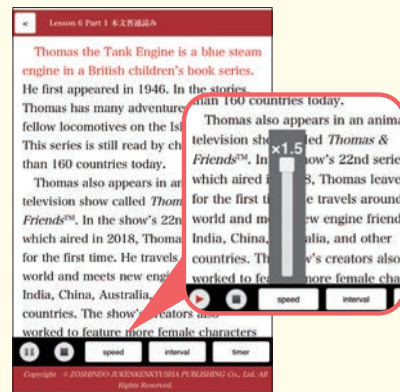 < Lesson 6 Part 1 本文普通読み
Thomas the Tank Engine is a blue steam
engine in a British children's book series.
He first appeared in 1946. In the stories,
Thomas has many adventure
fellow locomotives on the Isl
This series is still read by ch
than 160 countries today.
Thomas also appears in an
television show called Thom
Friends™. In the show's 22n
which aired in 2018, Thoma
for the first time. He travels
world and meets new engi
India, China, Australia,
countries. The show's creators also
worked to feature more female characters
speed interval timer
Copyright © ZOSHINDO JUKENKENKYUSHA PUBLISHING Co., Ltd. All
Rights Reserved.
than 160 countries today.
Thomas also appears in an anima
television sh led Thomas &
Friends™. In ow's 22nd serie
which aired i 8, Thomas leave
for the first ti e travels around
world and m ew engine friend
India, China, alia, and other
countries. Th v's creators also
worked to fea more female cha
×1.5
speed interval